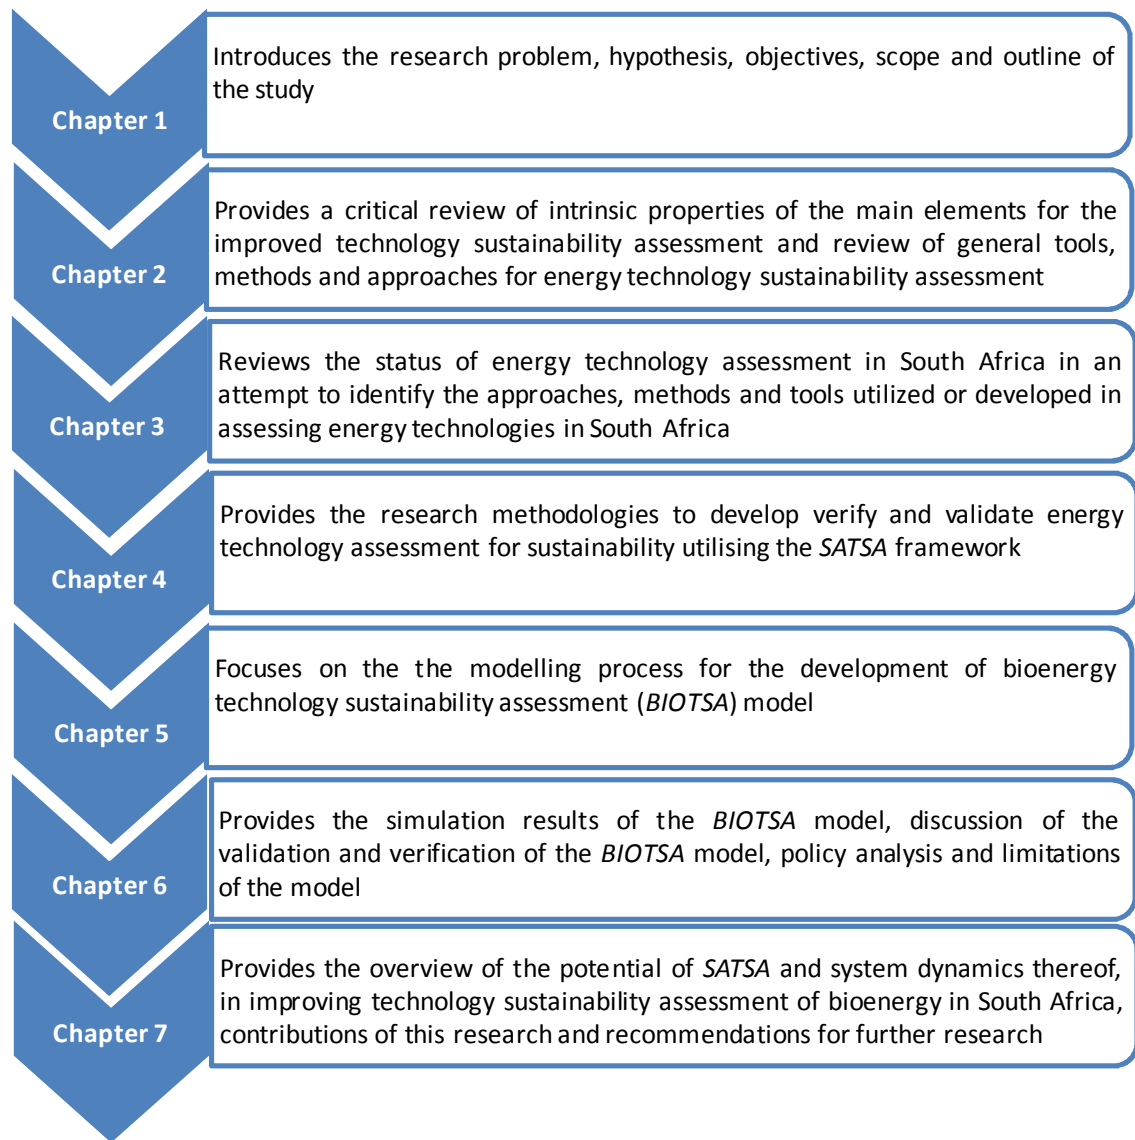 Introduces the research problem, hypothesis, objectives, scope and outline of
the study
Chapter 1
Provides a critical review of intrinsic properties of the main elements for the
improved technology sustainability assessment and review of general tools,
methods and approaches for energy technology sustainability assessment
Chapter 2
Reviews the status of energy technology assessment in South Africa in an
attempt to identify the approaches, methods and tools utilized or developed in
assessing energy technologies in South Africa
Chapter 3
Provides the research methodologies to develop verify and validate energy
technology assessment for sustainability utilising the SATSA framework
Chapter 4
Focuses on the the modelling process for the development of bioenergy
technology sustainability assessment (BIOTSA) model
Chapter 5
Provides the simulation results of the BIOTSA model, discussion of the
validation and verification of the BIOTSA model, policy analysis and limitations
of the model
Chapter 6
Provides the overview of the potential of SATSA and system dynamics thereof,
in improving technology sustainability assessment of bioenergy in South Africa,
contributions of this research and recommendations for further research
Chapter 7